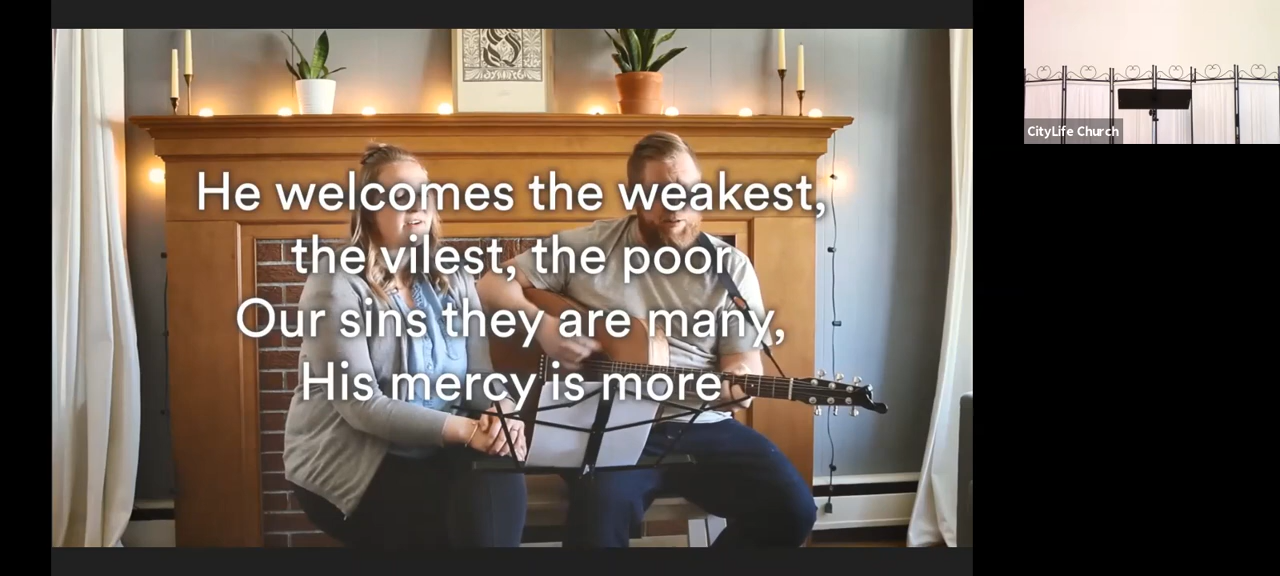 He welcomes the weakest,
the vilest, the poor
Our sins they are many,
His mercy is more
CityLife Church